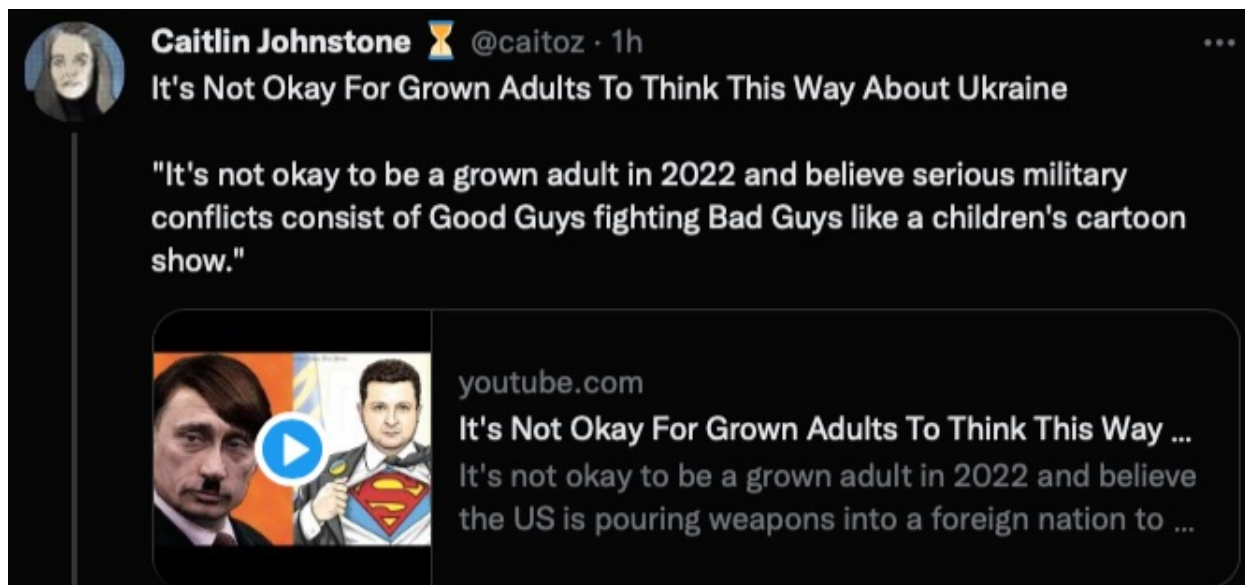 Caitlin Johnstone ⏳ @caitoz · 1h
It's Not Okay For Grown Adults To Think This Way About Ukraine
"It's not okay to be a grown adult in 2022 and believe serious military
conflicts consist of Good Guys fighting Bad Guys like a children's cartoon
show."
youtube.com
It's Not Okay For Grown Adults To Think This Way ...
It's not okay to be a grown adult in 2022 and believe
the US is pouring weapons into a foreign nation to ...